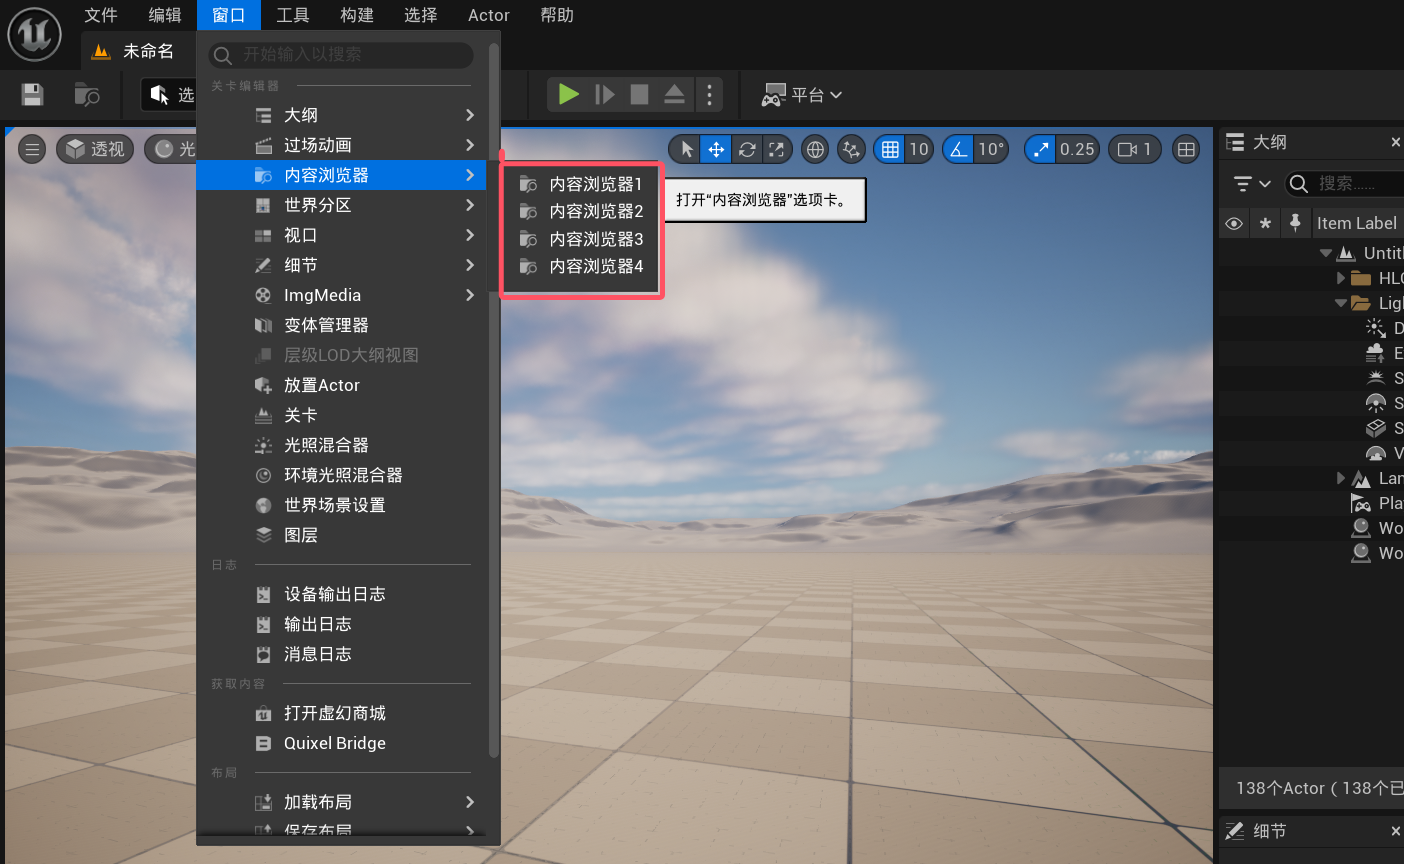 文件 编辑 窗口 工具 构建 选择 Actor 帮助
未命名
开始输入以搜索
选
平台
关卡编辑器
大纲
过场动画
内容浏览器
世界分区
视口
细节
ImgMedia
变体管理器
层级LOD大纲视图
放置Actor
关卡
光照混合器
环境光照混合器
世界场景设置
图层
日志
设备输出日志
输出日志
消息日志
获取内容
打开虚幻商城
Quixel Bridge
布局
加载布局
保存布局
内容浏览器1
内容浏览器2
内容浏览器3
内容浏览器4
打开“内容浏览器”选项卡。
透视 光
10 10° 0.25 1
大纲
搜索......
Item Label
Untit
HLO
Ligh
D
E
S
S
S
V
Lan
Pla
Wo
Wo
138个Actor（138个已
细节